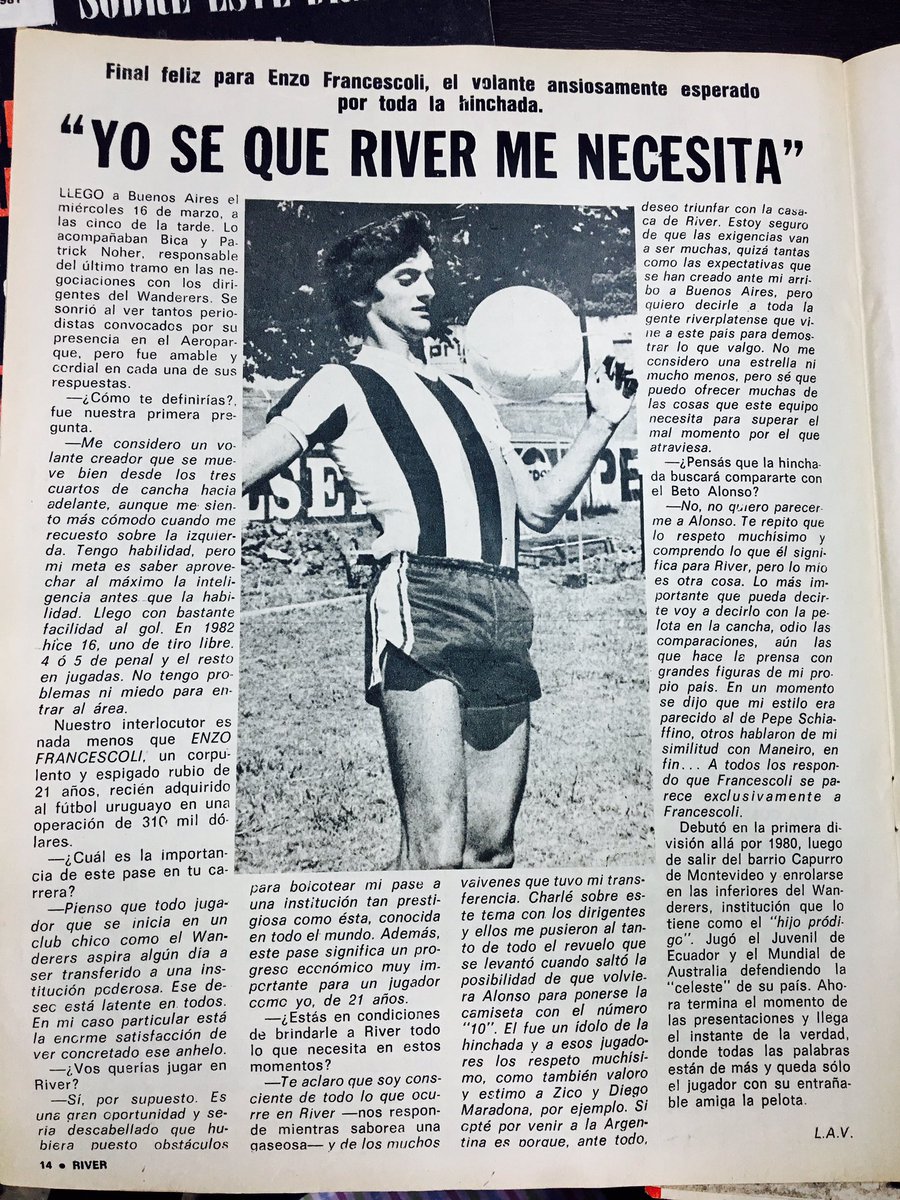 SOBRE ESTE
Final feliz para Enzo Francescoli, el volante ansiosamente esperado
por toda la hinchada.
“YO SE QUE RIVER ME NECESITA”
LLEGO a Buenos Aires el
miércoles 16 de marzo, a
las cinco de la tarde. Lo
acompañaban Bica y Pa-
trick Noher, responsable
del último tramo en las ne-
gociaciones con los diri-
gentes del Wanderers. Se
sonrió al ver tantos perio-
distas convocados por su
presencia en el Aeropar-
que, pero fue amable y
cordial en cada una de sus
respuestas.
—¿Cómo te definirías?,
fue nuestra primera pre-
gunta.
—Me considero un vo-
lante creador que se mue-
ve bien desde los tres
cuartos de cancha hacia
adelante, aunque me sien-
to más cómodo cuando me
recuesto sobre la izquier-
da. Tengo habilidad, pero
mi meta es saber aprove-
char al máximo la inteli-
gencia antes que la habi-
lidad. Llego con bastante
facilidad al gol. En 1982
hice 16, uno de tiro libre.
4 ó 5 de penal y el resto
en jugadas. No tengo pro-
blemas ni miedo para en-
trar al área.
Nuestro interlocutor es
nada menos que ENZO
FRANCESCOLI, un corpu-
lento y espigado rubio de
21 años, recién adquirido
al fútbol uruguayo en una
operación de 310 mil dó-
lares.
—¿Cuál es la importan-
cia de este pase en tu ca-
rrera?
—Pienso que todo juga-
dor que se inicia en un
club chico como el Wan-
derers aspira algún día a
ser transferido a una ins-
titución poderosa. Ese de-
seo está latente en todos.
En mi caso particular está
la enorme satisfacción de
ver concretado ese anhelo.
—¿Vos querías jugar en
River?
—Sí, por supuesto. Es
una gran oportunidad y se-
ría descabellado que hu-
biera puesto obstáculos
para boicotear mi pase a
una institución tan presti-
giosa como ésta, conocida
en todo el mundo. Además,
este pase significa un pro-
greso económico muy im-
portante para un jugador
como yo, de 21 años.
—¿Estás en condiciones
de brindarle a River todo
lo que necesita en estos
momentos?
—Te aclaro que soy cons-
ciente de todo lo que ocu-
rre en River —nos respon-
de mientras saborea una
gaseosa— y de los muchos
vaivenes que tuvo mi trans-
ferencia. Charlé sobre es-
te tema con los dirigentes
y ellos me pusieron al tan-
to de todo el revuelo que
se levantó cuando saltó la
posibilidad de que volvie-
ra Alonso para ponerse la
camiseta con el número
“10”. El fue un ídolo de la
hinchada y a esos jugado-
res los respeto muchísi-
mo, como también valoro
y estimo a Zico y Diego
Maradona, por ejemplo. Si
opté por venir a la Argen-
tina es porque, ante todo,
deseo triunfar con la casa-
ca de River. Estoy seguro
de que las exigencias van
a ser muchas, quizá tantas
como las expectativas que
se han creado ante mi arri-
bo a Buenos Aires, pero
quiero decirle a toda la
gente riverplatense que vi-
ne a este país para demos-
trar lo que valgo. No me
considero una estrella ni
mucho menos, pero sé que
puedo ofrecer muchas de
las cosas que este equipo
necesita para superar el
mal momento por el que
atraviesa.
—¿Pensás que la hincha-
da buscará compararte con
el Beto Alonso?
—No, no quiero parecer-
me a Alonso. Te repito que
lo respeto muchísimo y
comprendo lo que él signi-
fica para River, pero lo mío
es otra cosa. Lo más im-
portante que pueda decir-
te voy a decirlo con la pe-
lota en la cancha, odio las
comparaciones, aún las
que hace la prensa con
grandes figuras de mi pro-
pio país. En un momento
se dijo que mi estilo era
parecido al de Pepe Schia-
ffino, otros hablaron de mi
similitud con Maneiro, en
fin... A todos les respon-
do que Francescoli se pa-
rece exclusivamente a
Francescoli.
Debutó en la primera di-
visión allá por 1980, luego
de salir del barrio Capurro
de Montevideo y enrolarse
en las inferiores del Wan-
derers, institución que lo
tiene como el “hijo pródi-
go”. Jugó el Juvenil de
Ecuador y el Mundial de
Australia defendiendo la
“celeste” de su país. Aho-
ra termina el momento de
las presentaciones y llega
el instante de la verdad,
donde todas las palabras
están de más y queda sólo
el jugador con su entraña-
ble amiga la pelota.
L.A.V.
14 • RIVER